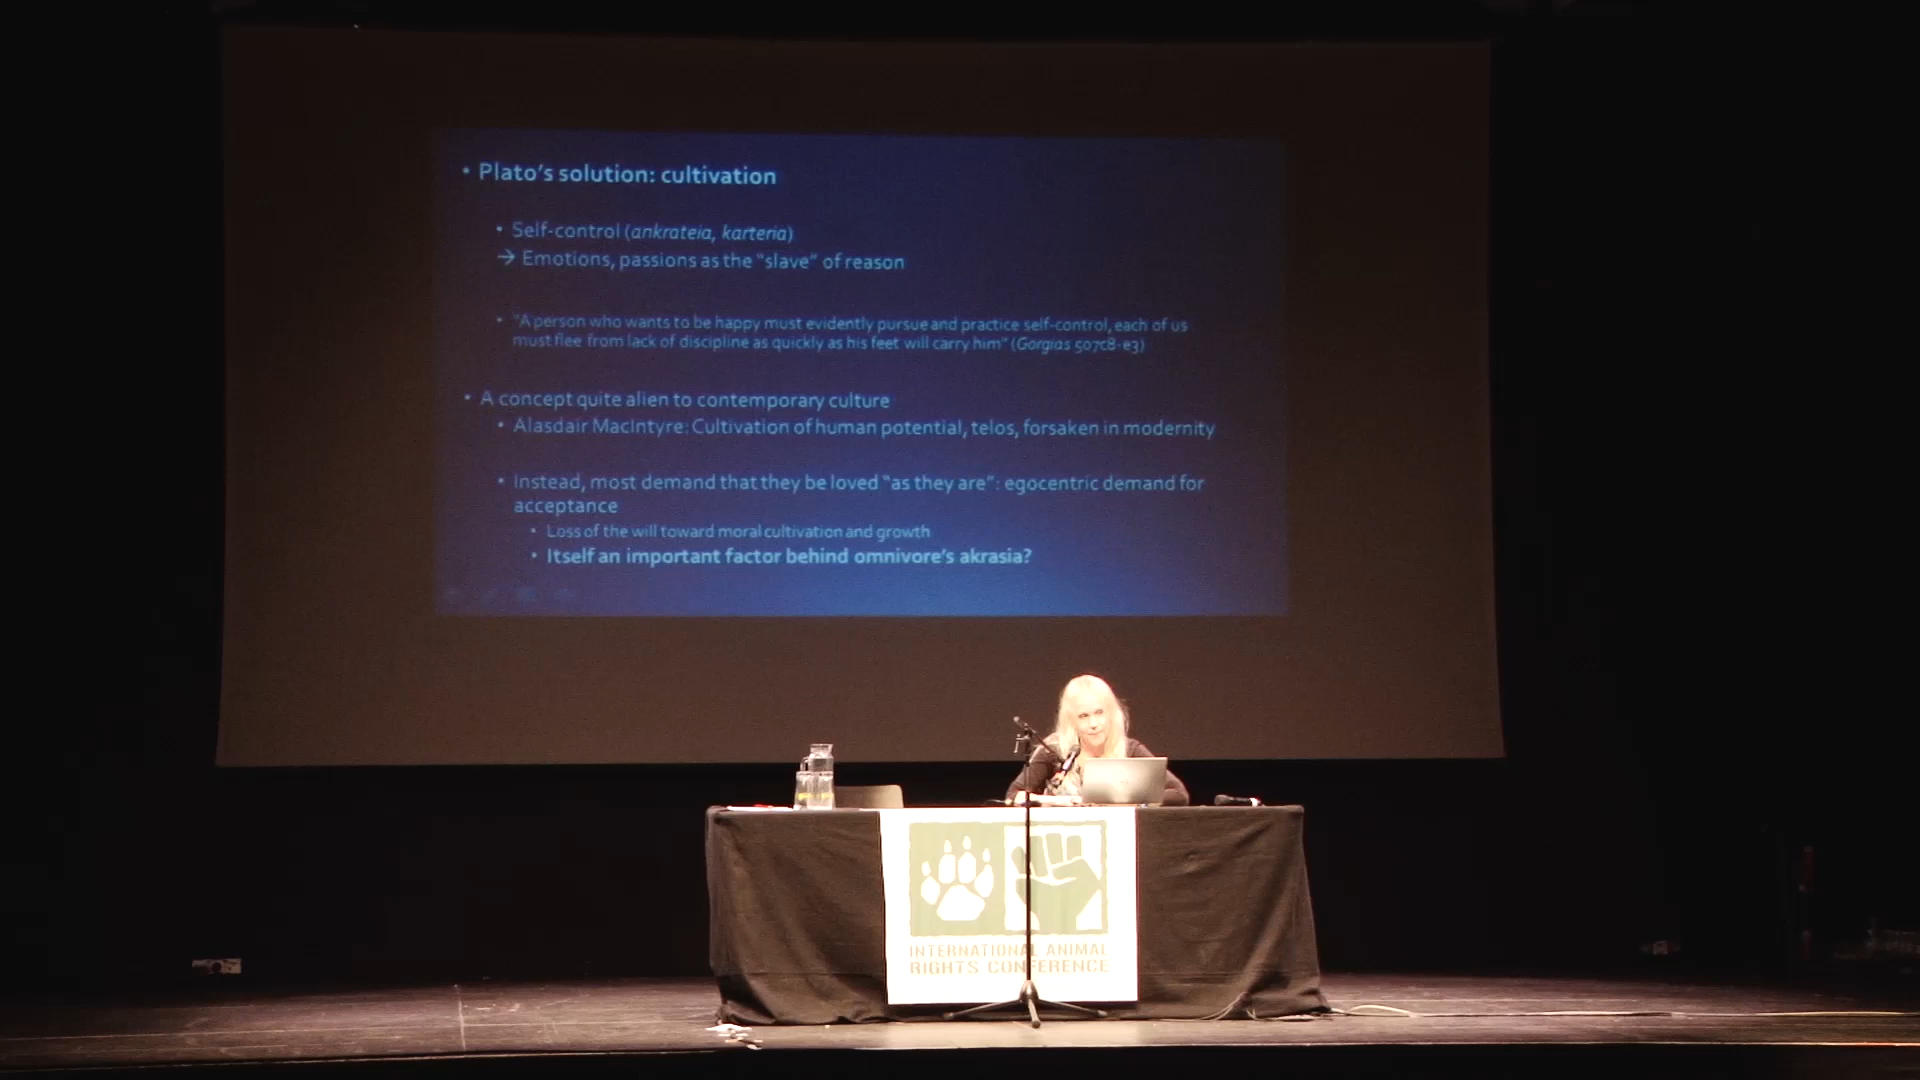 • Plato's solution: cultivation
• Self-control (ankrateia, karteria)
→ Emotions, passions as the "slave" of reason
• "A person who wants to be happy must evidently pursue and practice self-control, each of us
must flee from lack of discipline as quickly as his feet will carry him" (Gorgias 507c8-e3)
• A concept quite alien to contemporary culture
• Alasdair MacIntyre: Cultivation of human potential, telos, forsaken in modernity
• Instead, most demand that they be loved "as they are": egocentric demand for
acceptance
• Loss of the will toward moral cultivation and growth
• Itself an important factor behind omnivore's akrasia?
INTERNATIONAL ANIMAL
RIGHTS CONFERENCE